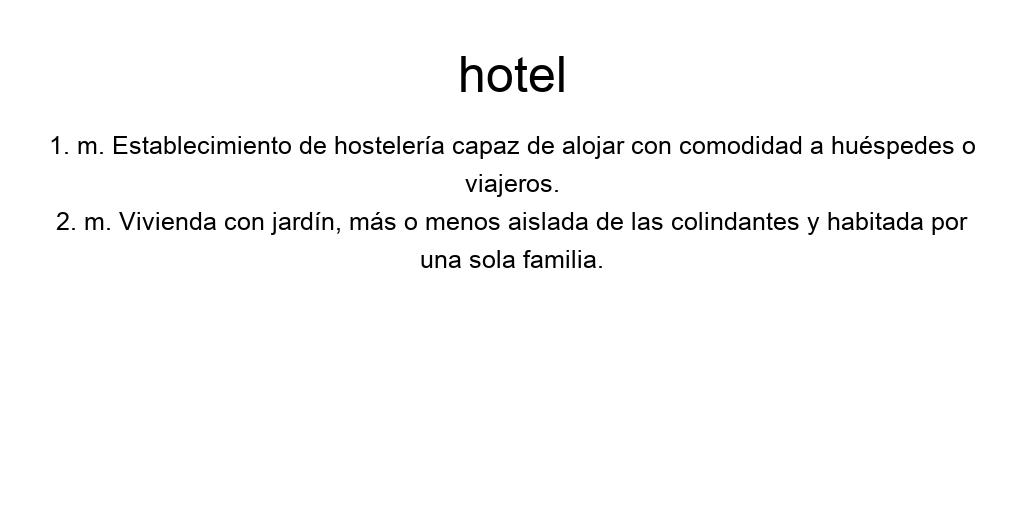 hotel
1. m. Establecimiento de hostelería capaz de alojar con comodidad a huéspedes o
viajeros.
2. m. Vivienda con jardín, más o menos aislada de las colindantes y habitada por
una sola familia.